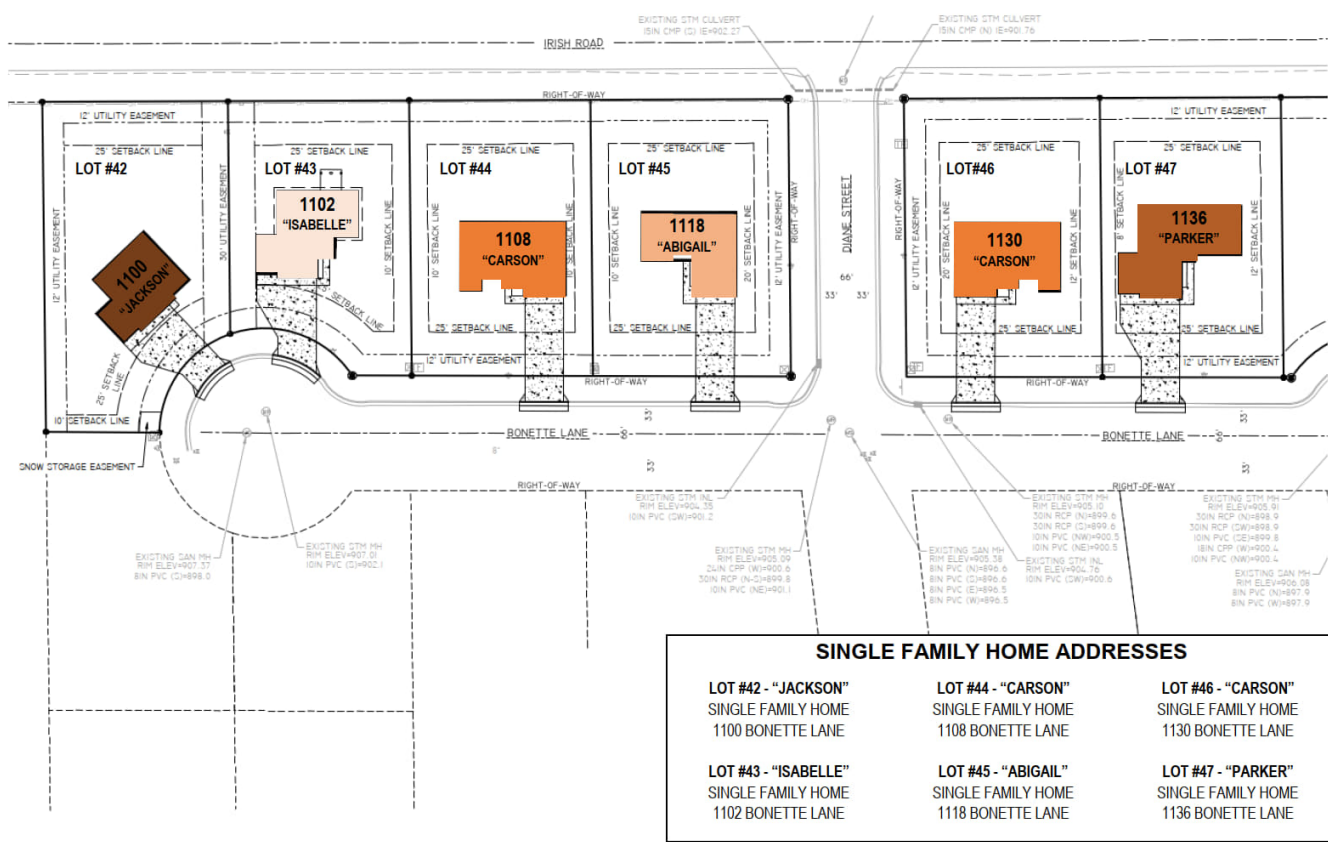 EXISTING STM CULVERT
15IN CMP (S) IE=902.27
EXISTING STM CULVERT
15IN CMP (N) IE=901.76
IRISH ROAD
RIGHT-OF-WAY
12' UTILITY EASEMENT
12' UTILITY EASEMENT
25' SETBACK LINE
25' SETBACK LINE
25' SETBACK LINE
25' SETBACK LINE
25' SETBACK LINE
25' SETBACK LINE
LOT #42
LOT #43
LOT #44
LOT #45
LOT#46
LOT #47
12' UTILITY EASEMENT
30' UTILITY EASEMENT
10' SETBACK LINE
10' SETBACK LINE
10' SETBACK LINE
10' SETBACK LINE
20' SETBACK LINE
12' UTILITY EASEMENT
RIGHT-OF-WAY
DIANE STREET
66'
33'
33'
RIGHT-OF-WAY
12' UTILITY EASEMENT
20' SETBACK LINE
12' SETBACK LINE
8' SETBACK LINE
12' SETBACK LINE
1100
"JACKSON"
1102
"ISABELLE"
1108
"CARSON"
1118
"ABIGAIL"
1130
"CARSON"
1136
"PARKER"
25' SETBACK LINE
25' SETBACK LINE
25' SETBACK LINE
25' SETBACK LINE
25' SETBACK LINE
25' SETBACK LINE
12' UTILITY EASEMENT
12' UTILITY EASEMENT
RIGHT-OF-WAY
RIGHT-OF-WAY
10' SETBACK LINE
SNOW STORAGE EASEMENT
BONETTE LANE
33'
66'
33'
BONETTE LANE
33'
66'
33'
RIGHT-OF-WAY
RIGHT-OF-WAY
EXISTING SAN MH
RIM ELEV=907.37
8IN PVC (S)=898.0
EXISTING STM MH
RIM ELEV=907.01
10IN PVC (S)=902.1
EXISTING STM INL
RIM ELEV=904.35
10IN PVC (SW)=901.2
EXISTING STM MH
RIM ELEV=905.09
24IN CPP (W)=900.6
30IN RCP (N-S)=899.8
10IN PVC (NE)=901.1
EXISTING SAN MH
RIM ELEV=905.38
8IN PVC (N)=896.6
8IN PVC (S)=896.6
8IN PVC (E)=896.5
8IN PVC (W)=896.5
EXISTING STM MH
RIM ELEV=905.10
30IN RCP (N)=899.6
30IN RCP (S)=899.6
10IN PVC (NW)=900.5
10IN PVC (NE)=900.5
EXISTING STM INL
RIM ELEV=904.76
10IN PVC (SW)=900.6
EXISTING STM MH
RIM ELEV=905.91
30IN RCP (N)=898.9
30IN RCP (SW)=898.9
10IN PVC (SE)=899.8
18IN CPP (W)=900.4
10IN PVC (NW)=900.4
EXISTING SAN MH
RIM ELEV=906.08
8IN PVC (N)=897.9
8IN PVC (W)=897.9
SINGLE FAMILY HOME ADDRESSES
LOT #42 - "JACKSON"
SINGLE FAMILY HOME
1100 BONETTE LANE
LOT #44 - "CARSON"
SINGLE FAMILY HOME
1108 BONETTE LANE
LOT #46 - "CARSON"
SINGLE FAMILY HOME
1130 BONETTE LANE
LOT #43 - "ISABELLE"
SINGLE FAMILY HOME
1102 BONETTE LANE
LOT #45 - "ABIGAIL"
SINGLE FAMILY HOME
1118 BONETTE LANE
LOT #47 - "PARKER"
SINGLE FAMILY HOME
1136 BONETTE LANE